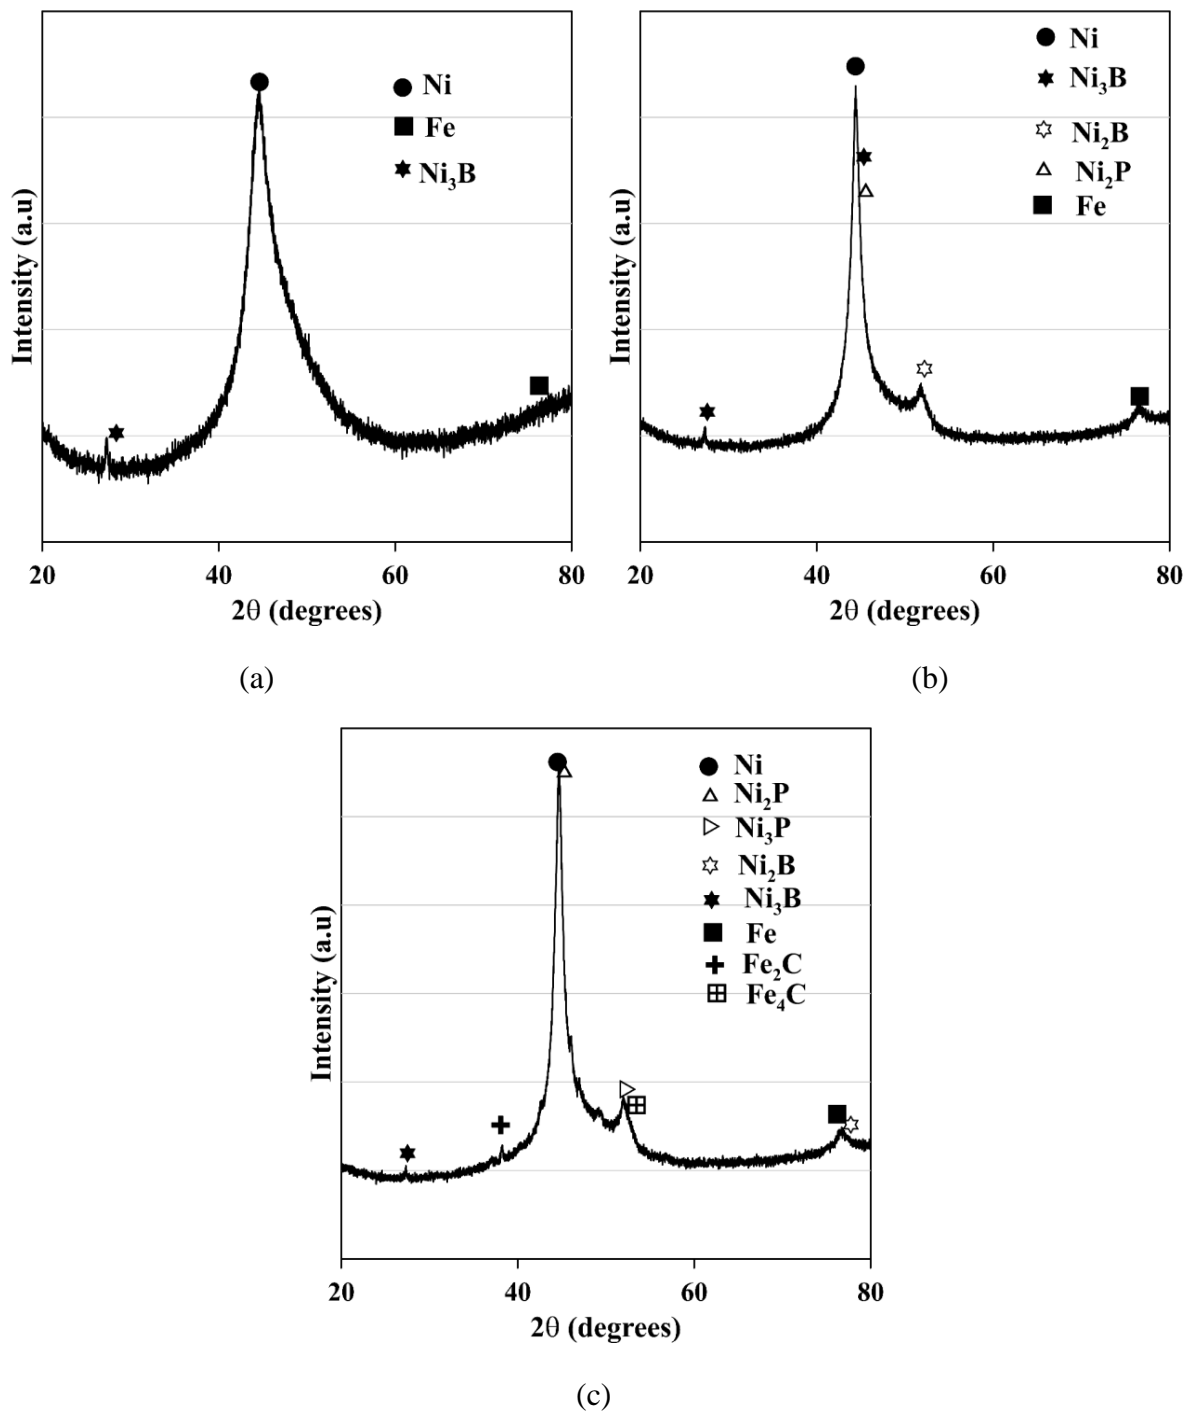 Ni
Fe
Ni₃B
Intensity (a.u)
20 40 60 80
2θ (degrees)
(a)
Ni
Ni₃B
Ni₂B
Ni₂P
Fe
Intensity (a.u)
20 40 60 80
2θ (degrees)
(b)
Ni
Ni₂P
Ni₃P
Ni₂B
Ni₃B
Fe
Fe₂C
Fe₄C
Intensity (a.u)
20 40 60 80
2θ (degrees)
(c)